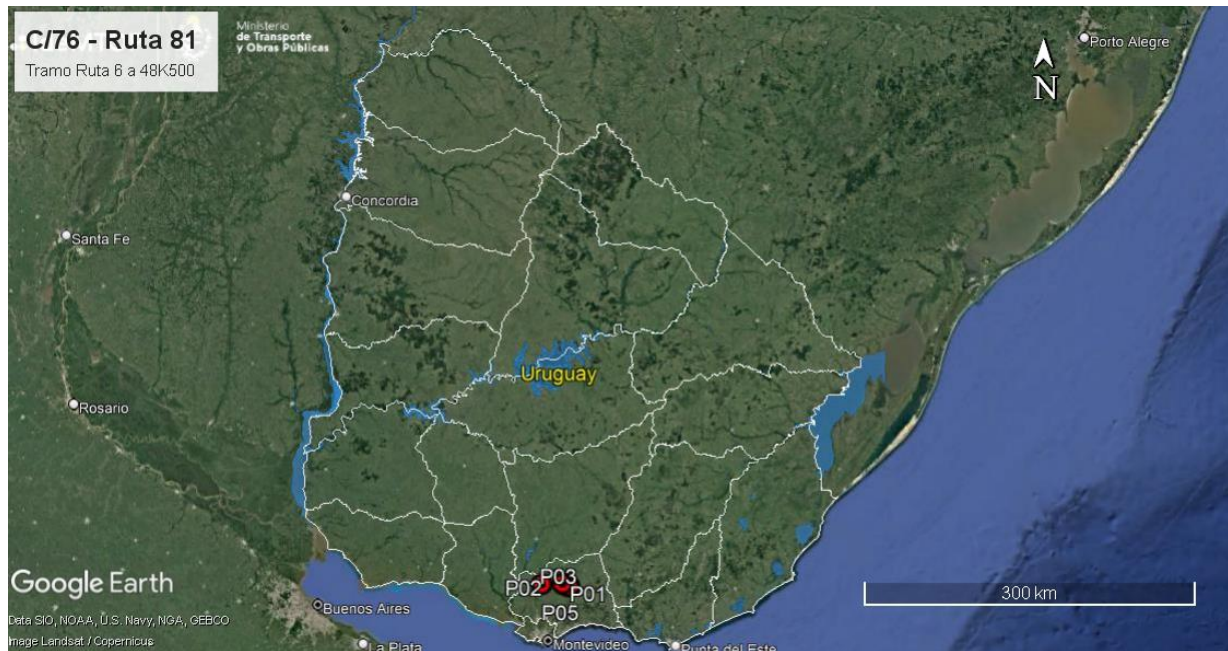 C/76 - Ruta 81
Tramo Ruta 6 a 48K500
Ministerio
de Transporte
y Obras Públicas
Porto Alegre
N
Concordia
Santa Fe
Uruguay
Rosario
P03
P02
P01
P05
Google Earth
300 km
Buenos Aires
Data SIO, NOAA, U.S. Navy, NGA, GEBCO
Image Landsat / Copernicus
La Plata
Montevideo
Punta del Este